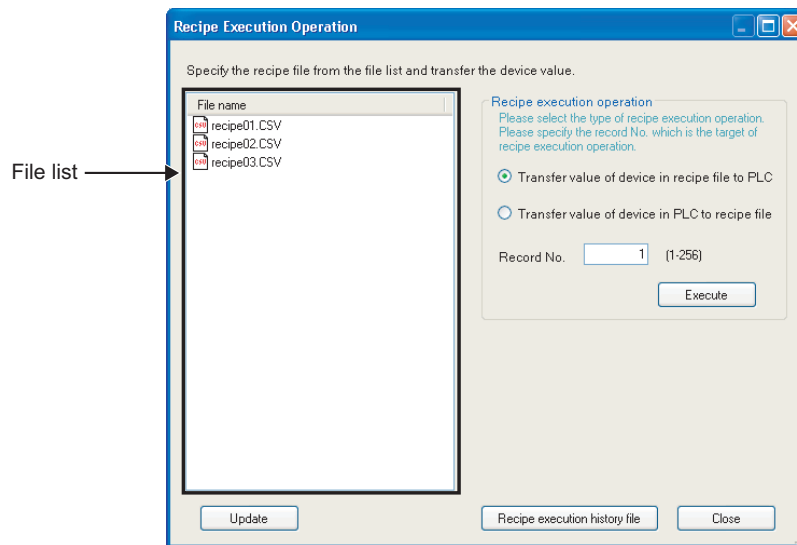 Recipe Execution Operation
Specify the recipe file from the file list and transfer the device value.
File name
recipe01.CSV
recipe02.CSV
recipe03.CSV
File list
Recipe execution operation
Please select the type of recipe execution operation.
Please specify the record No. which is the target of
recipe execution operation.
Transfer value of device in recipe file to PLC
Transfer value of device in PLC to recipe file
Record No. 1 (1-256)
Execute
Update
Recipe execution history file
Close